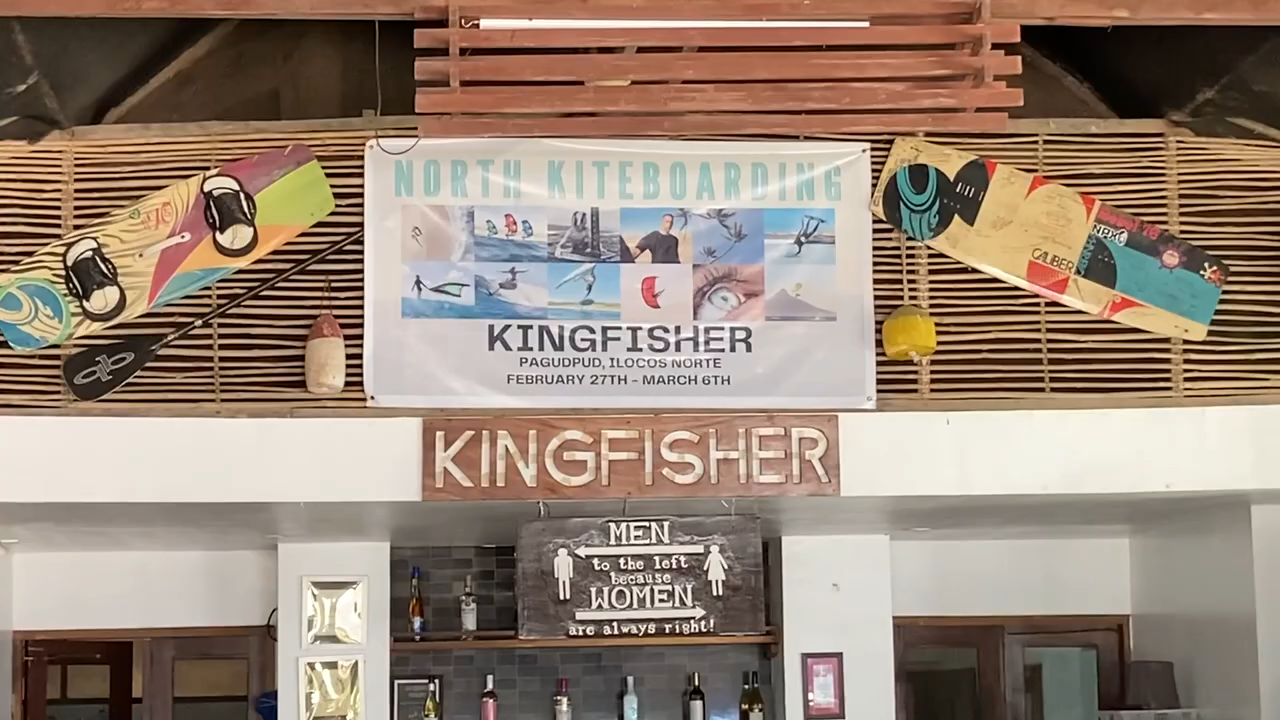 NORTH KITEBOARDING
KINGFISHER
PAGUDPUD, ILOCOS NORTE
FEBRUARY 27TH - MARCH 6TH
CALIBER
KINGFISHER
MEN
to the left
because
WOMEN
are always right!